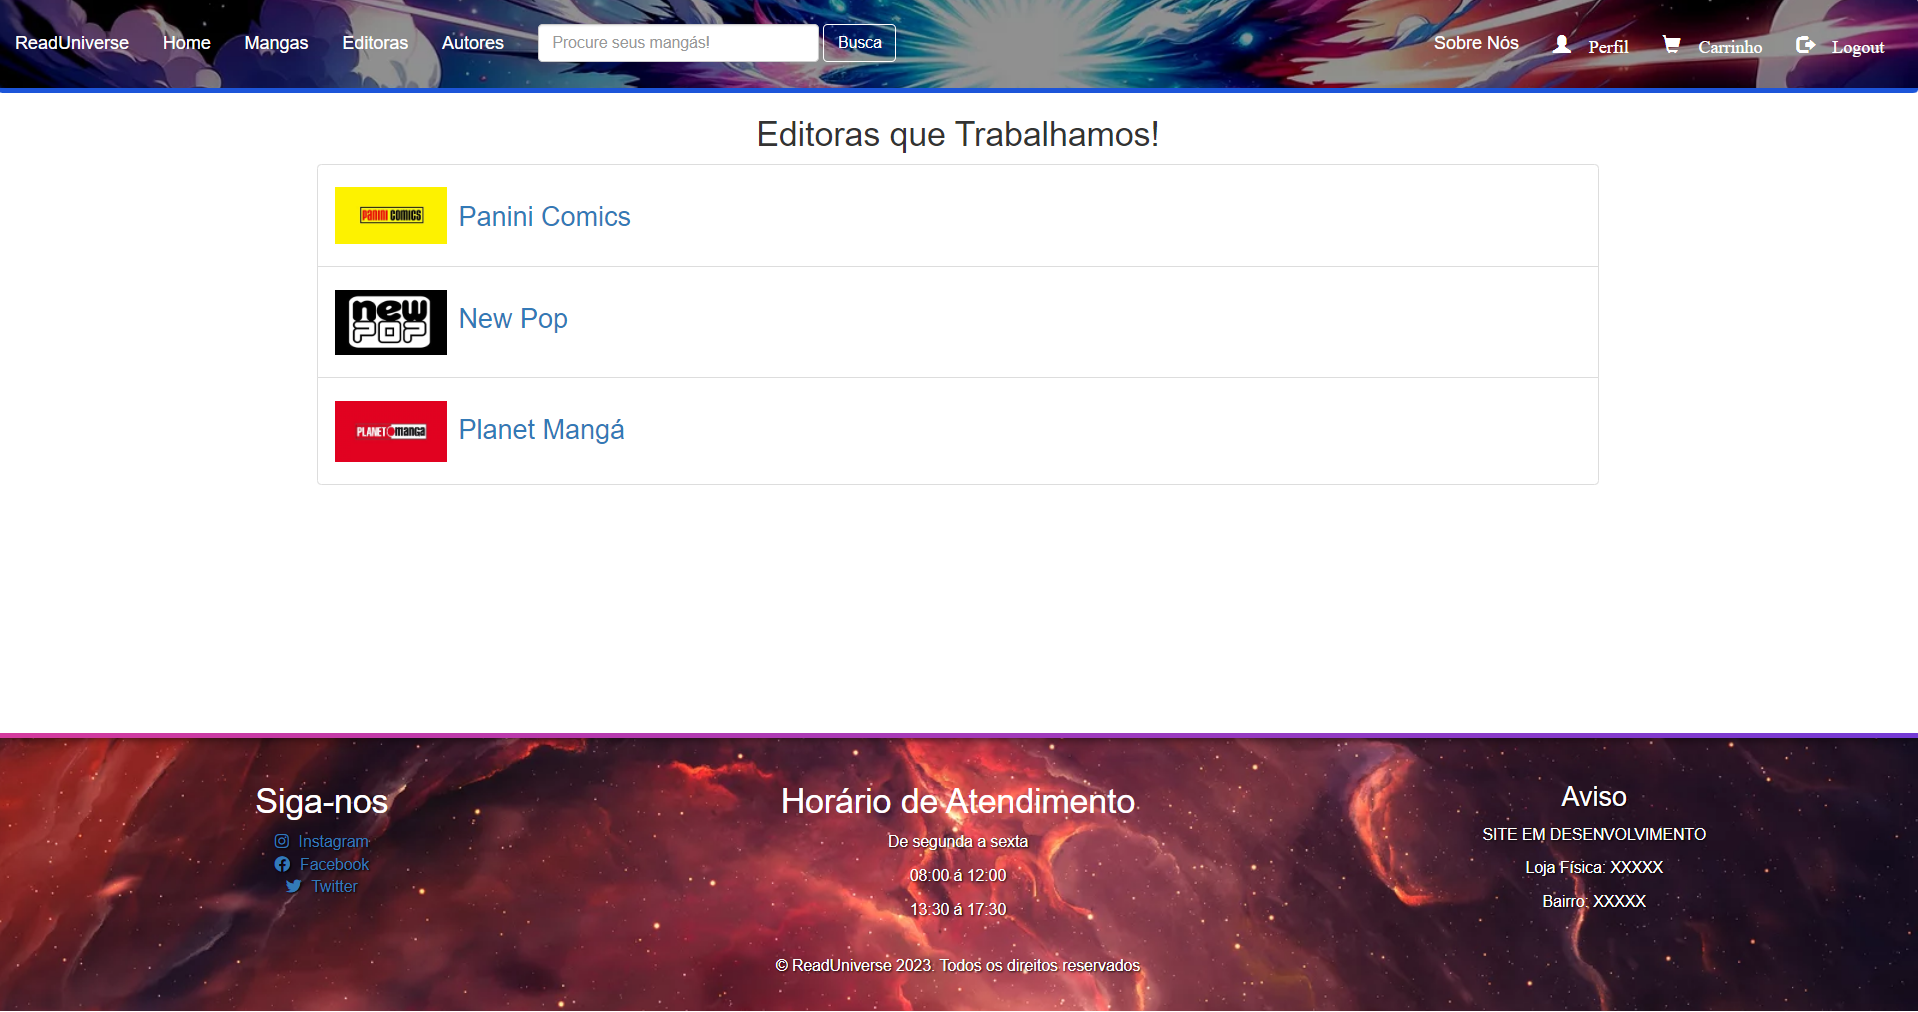 ReadUniverse Home Mangas Editoras Autores Procure seus mangás! Busca Sobre Nós Perfil Carrinho Logout
Editoras que Trabalhamos!
PANINI COMICS
Panini Comics
new
POP
New Pop
PLANET manga
Planet Mangá
Siga-nos
Instagram
Facebook
Twitter
Horário de Atendimento
De segunda a sexta
08:00 á 12:00
13:30 á 17:30
Aviso
SITE EM DESENVOLVIMENTO
Loja Física: XXXXX
Bairro: XXXXX
© ReadUniverse 2023. Todos os direitos reservados